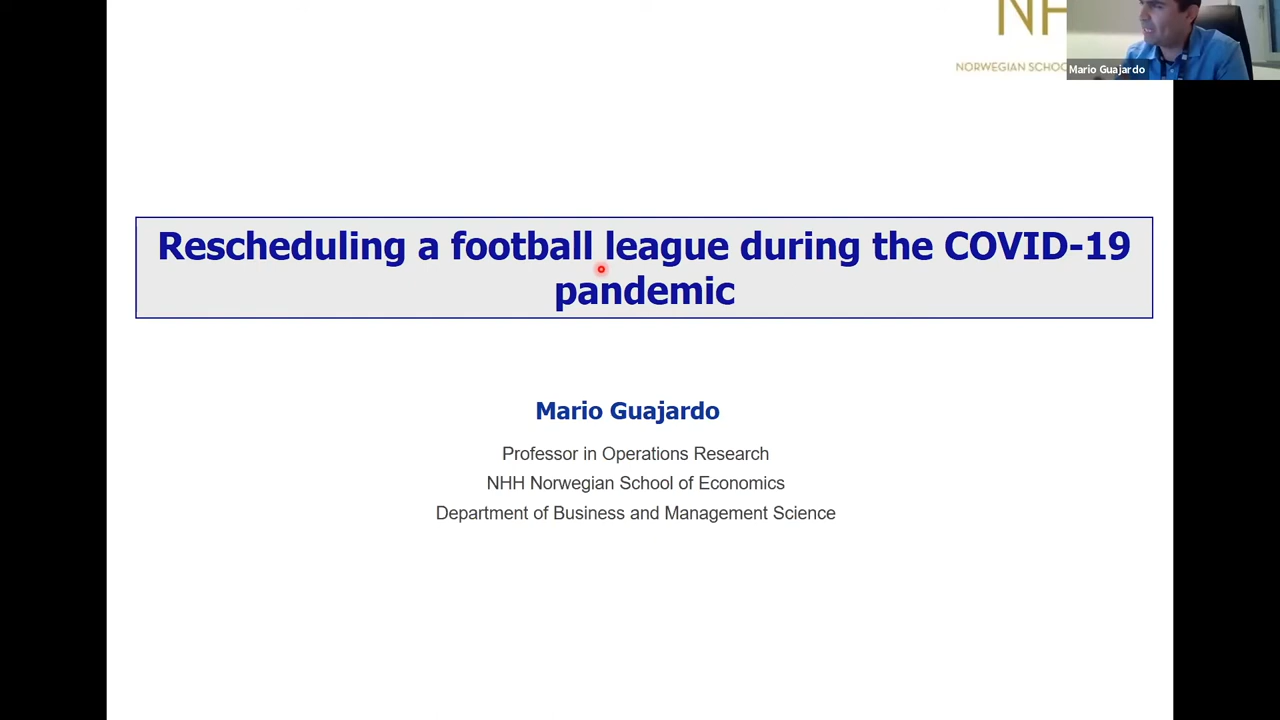 NH
NORWEGIAN SCHOO
Mario Guajardo
Rescheduling a football league during the COVID-19
pandemic
Mario Guajardo
Professor in Operations Research
NHH Norwegian School of Economics
Department of Business and Management Science